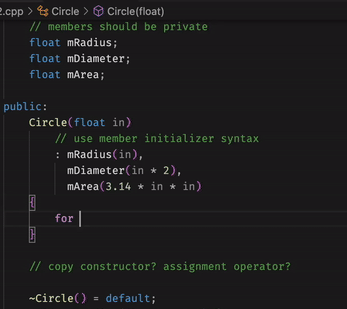 2.cpp > Circle > Circle(float)
// members should be private
float mRadius;
float mDiameter;
float mArea;
public:
Circle(float in)
// use member initializer syntax
: mRadius(in),
mDiameter(in * 2),
mArea(3.14 * in * in)
{
for
}
// copy constructor? assignment operator?
~Circle() = default;